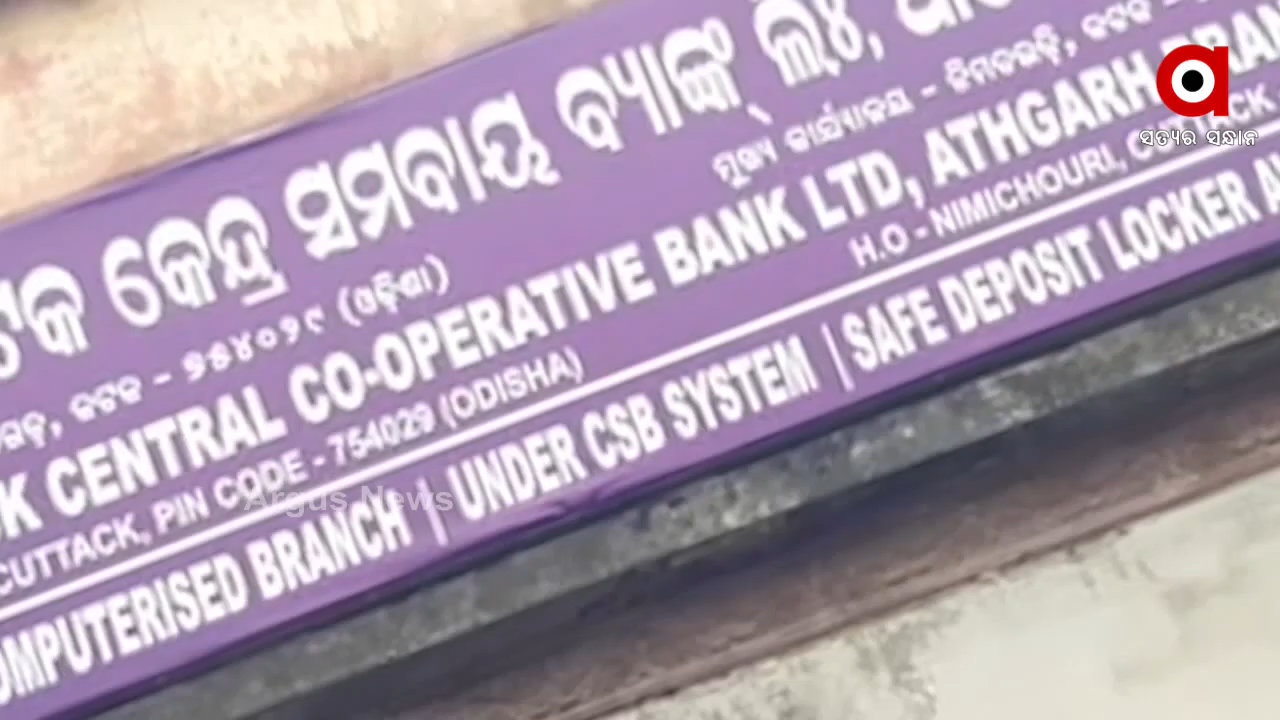 କେନ୍ଦ୍ର ସମବାୟ ବ୍ୟାଙ୍କ୍ ଲିଃ,
ମୁଖ୍ୟ କାର୍ଯ୍ୟାଳୟ - ନିମଚଉଡ଼ି, କଟକ -
କଟକ - ୭୫୪୦୨୯ (ଓଡ଼ିଶା)
CENTRAL CO-OPERATIVE BANK LTD, ATHGARH
H.O - NIMICHOURI,
CUTTACK, PIN CODE - 754029 (ODISHA)
BRANCH | UNDER CSB SYSTEM | SAFE DEPOSIT LOCKER
ସତ୍ୟର ସନ୍ଧାନ
Argus News